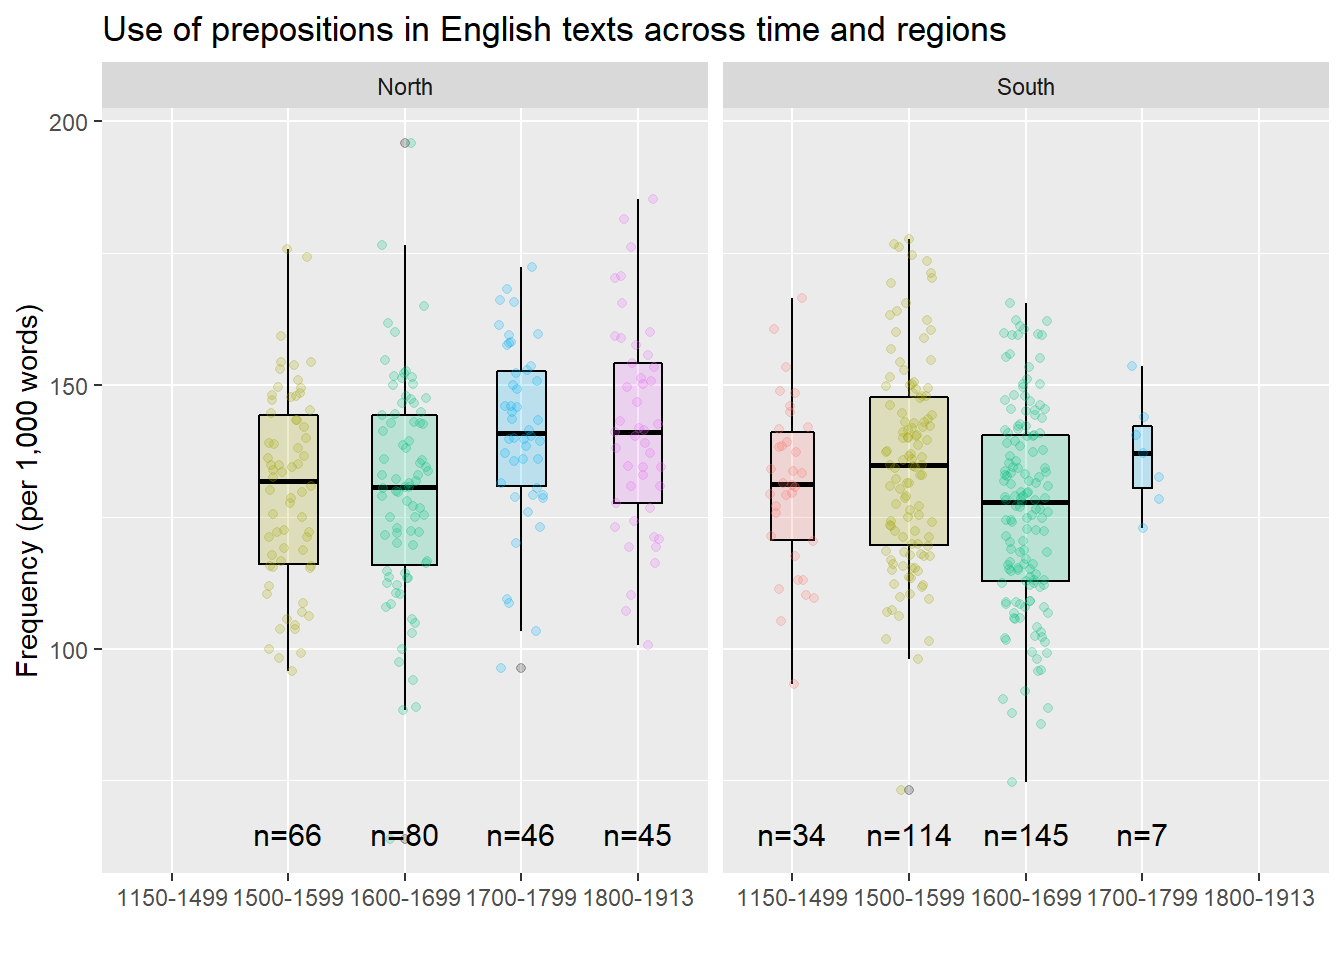 Use of prepositions in English texts across time and regions
North
South
Frequency (per 1,000 words)
200
150
100
n=66
n=80
n=46
n=45
n=34
n=114
n=145
n=7
1150-1499
1500-1599
1600-1699
1700-1799
1800-1913
1150-1499
1500-1599
1600-1699
1700-1799
1800-1913